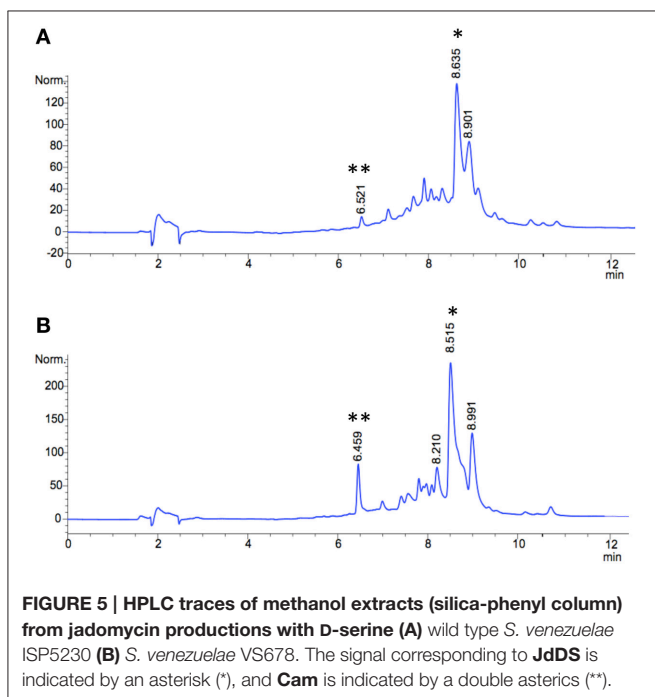 A
*
Norm.
8.635
120
100
8.901
80
60
**
40
6.521
20
0
-20
0 2 4 6 8 10 12
min
B
*
Norm.
8.515
200
**
8.991
150
6.459
8.210
100
50
0
0 2 4 6 8 10 12
min
FIGURE 5 | HPLC traces of methanol extracts (silica-phenyl column)
from jadomycin productions with D-serine (A) wild type S. venezuelae
ISP5230 (B) S. venezuelae VS678. The signal corresponding to JdDS is
indicated by an asterisk (*), and Cam is indicated by a double asterics (**).